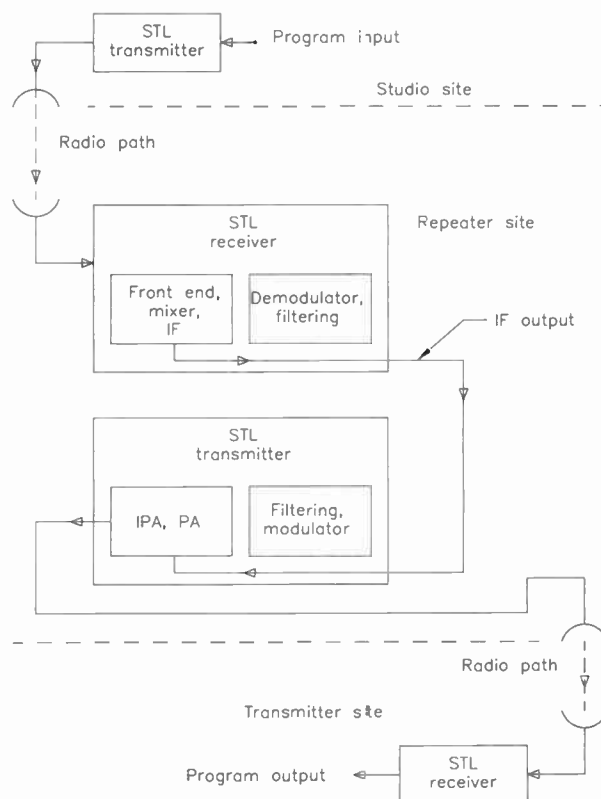 STL
transmitter
Program input
Studio site
Radio path
STL
receiver
Repeater site
Front end,
mixer,
IF
Demodulator,
filtering
IF output
STL
transmitter
IPA, PA
Filtering,
modulator
Radio path
Transmitter site
Program output
STL
receiver